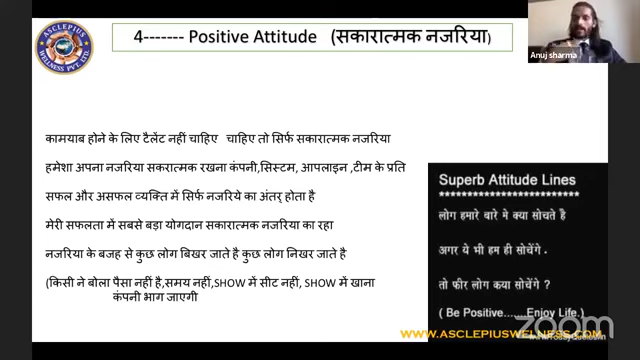 ASCLEPIUS
WELLNESS PVT. LTD.
4------- Positive Attitude (सकारात्मक नजरिया)
Anuj sharma
कामयाब होने के लिए टैलेंट नहीं चाहिए चाहिए तो सिर्फ सकारात्मक नजरिया
हमेशा अपना नजरिया सकरात्मक रखना कंपनी,सिस्टम, आपलाइन ,टीम के प्रति
सफल और असफल व्यक्ति में सिर्फ नजरिये का अंतर् होता है
मेरी सफलता में सबसे बड़ा योगदान सकारात्मक नजरिया का रहा
नजरिया के बजह से कुछ लोग बिखर जाते है कुछ लोग निखर जाते है
(किसी ने बोला पैसा नहीं है,समय नहीं,SHOW में सीट नहीं, SHOW में खाना
कंपनी भाग जाएगी
Superb Attitude Lines
लोग हमारे बारे मे क्या सोचते है
अगर ये भी हम ही सोचेंगे .
तो फीर लोग कया सोचेंगे ?
( Be Positive.......Enjoy Life.)
WWW.ASCLEPIUSWELLNESS.COM
zoom